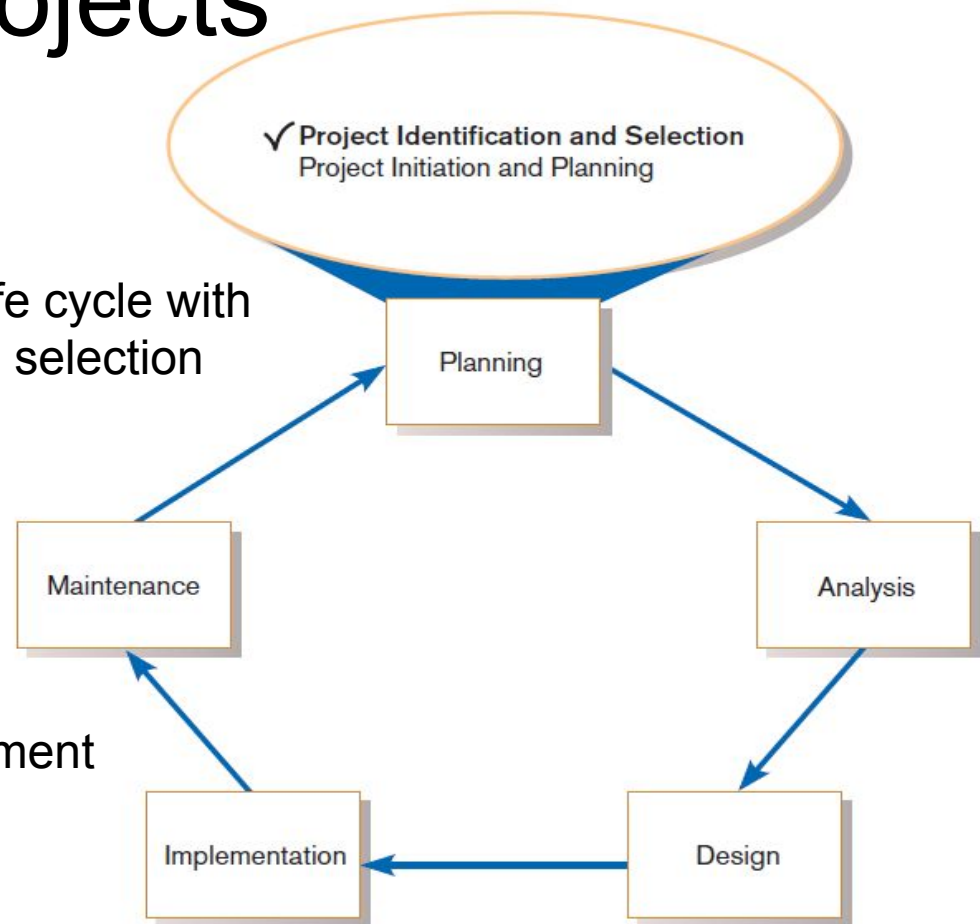 ojects
✓ Project Identification and Selection
Project Initiation and Planning
fe cycle with
selection
Planning
Maintenance
Analysis
ment
Implementation
Design